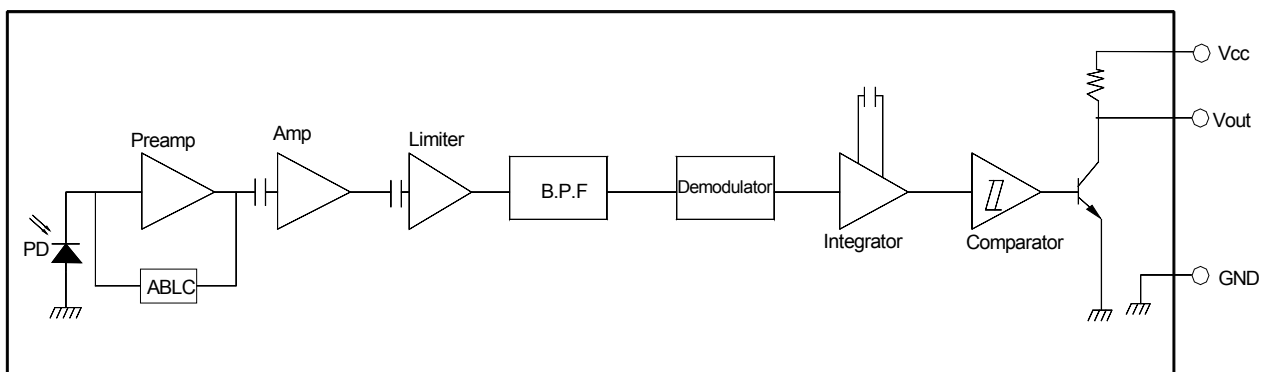 Vcc
Preamp
Amp
Limiter
Vout
B.P.F
Demodulator
PD
Integrator
Comparator
ABLC
GND